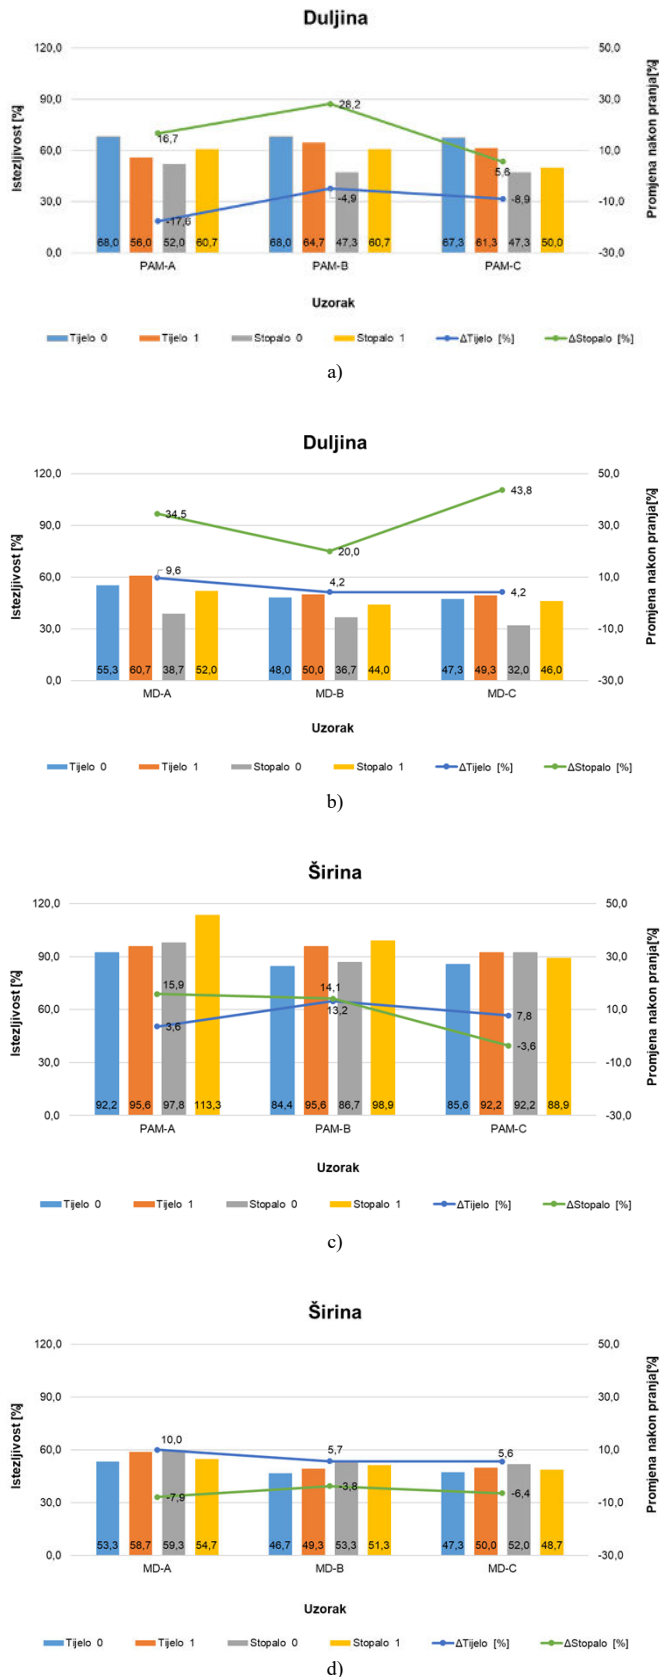 Duljina
120,0
90,0
60,0
30,0
0,0
Istezljivost [%]
50,0
30,0
10,0
-10,0
-30,0
Promjena nakon pranja[%]
16,7
28,2
5,6
-17,6
-4,9
-8,9
68,0 56,0 52,0 60,7
68,0 64,7 47,3 60,7
67,3 61,3 47,3 50,0
PAM-A PAM-B PAM-C
Uzorak
Tijelo 0 Tijelo 1 Stopalo 0 Stopalo 1 ΔTijelo [%] ΔStopalo [%]
a)
Duljina
120,0
90,0
60,0
30,0
0,0
Istezljivost [%]
50,0
30,0
10,0
-10,0
-30,0
Promjena nakon pranja[%]
34,5
20,0
43,8
9,6
4,2
4,2
55,3 60,7 38,7 52,0
48,0 50,0 36,7 44,0
47,3 49,3 32,0 46,0
MD-A MD-B MD-C
Uzorak
Tijelo 0 Tijelo 1 Stopalo 0 Stopalo 1 ΔTijelo [%] ΔStopalo [%]
b)
Širina
120,0
90,0
60,0
30,0
0,0
Istezljivost [%]
50,0
30,0
10,0
-10,0
-30,0
Promjena nakon pranja[%]
15,9
14,1
-3,6
3,6
13,2
7,8
92,2 95,6 97,8 113,3
84,4 95,6 86,7 98,9
85,6 92,2 92,2 88,9
PAM-A PAM-B PAM-C
Uzorak
Tijelo 0 Tijelo 1 Stopalo 0 Stopalo 1 ΔTijelo [%] ΔStopalo [%]
c)
Širina
120,0
90,0
60,0
30,0
0,0
Istezljivost [%]
50,0
30,0
10,0
-10,0
-30,0
Promjena nakon pranja[%]
10,0
5,7
5,6
-7,9
-3,8
-6,4
53,3 58,7 59,3 54,7
46,7 49,3 53,3 51,3
47,3 50,0 52,0 48,7
MD-A MD-B MD-C
Uzorak
Tijelo 0 Tijelo 1 Stopalo 0 Stopalo 1 ΔTijelo [%] ΔStopalo [%]
d)